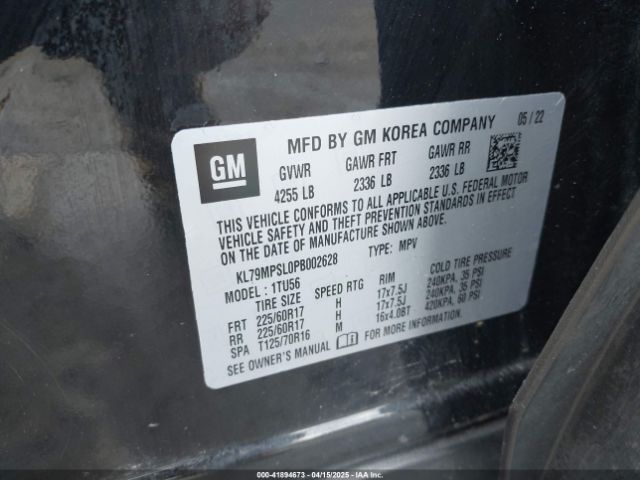 GM
MFD BY GM KOREA COMPANY 05 / 22
GVWR GAWR FRT GAWR RR
4255 LB 2336 LB 2336 LB
THIS VEHICLE CONFORMS TO ALL APPLICABLE U.S. FEDERAL MOTOR
VEHICLE SAFETY AND THEFT PREVENTION STANDARDS IN EFFECT
ON THE DATE OF MANUFACTURE SHOWN ABOVE.
KL79MPSL0PB002628 TYPE: MPV
MODEL : 1TU56
TIRE SIZE SPEED RTG RIM COLD TIRE PRESSURE
FRT 225/60R17 H 17x7.5J 240KPA, 35 PSI
RR 225/60R17 H 17x7.5J 240KPA, 35 PSI
SPA T125/70R16 M 16x4.0BT 420KPA, 60 PSI
SEE OWNER'S MANUAL FOR MORE INFORMATION.
000-41894673 04/15/2025 IAA Inc.